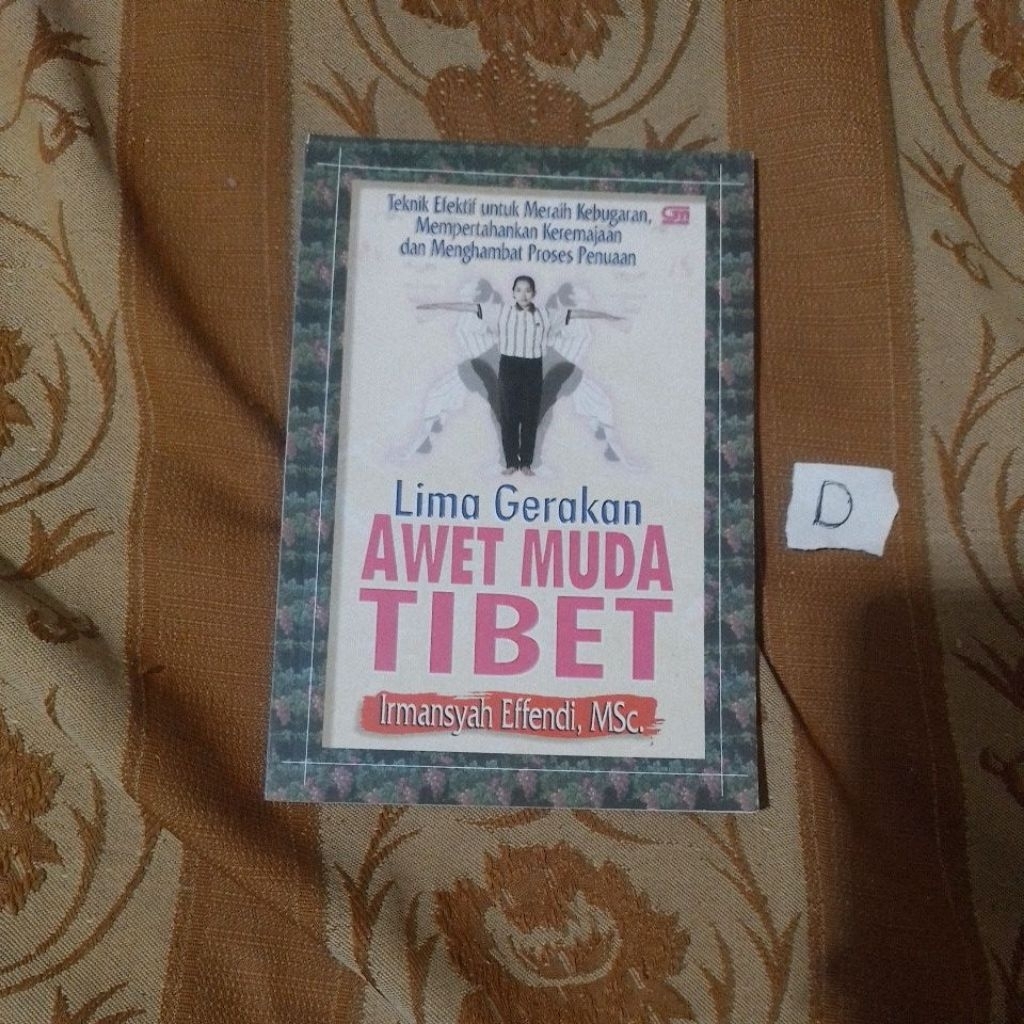 Teknik Efektif untuk Meraih Kebugaran,
Mempertahankan Keremajaan
dan Menghambat Proses Penuaan
Lima Gerakan
AWET MUDA
TIBET
Irmansyah Effendi, MSc.
D